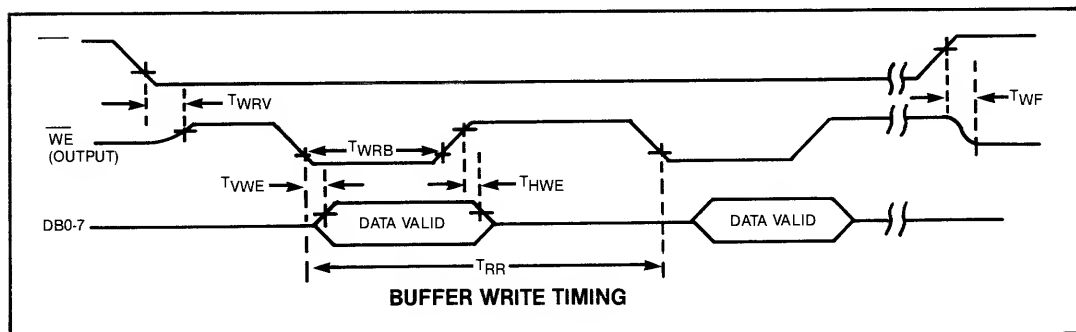 TWRV
TWF
WE
(OUTPUT)
TWRB
TVWE
THWE
DB0-7
DATA VALID
DATA VALID
TRR
BUFFER WRITE TIMING